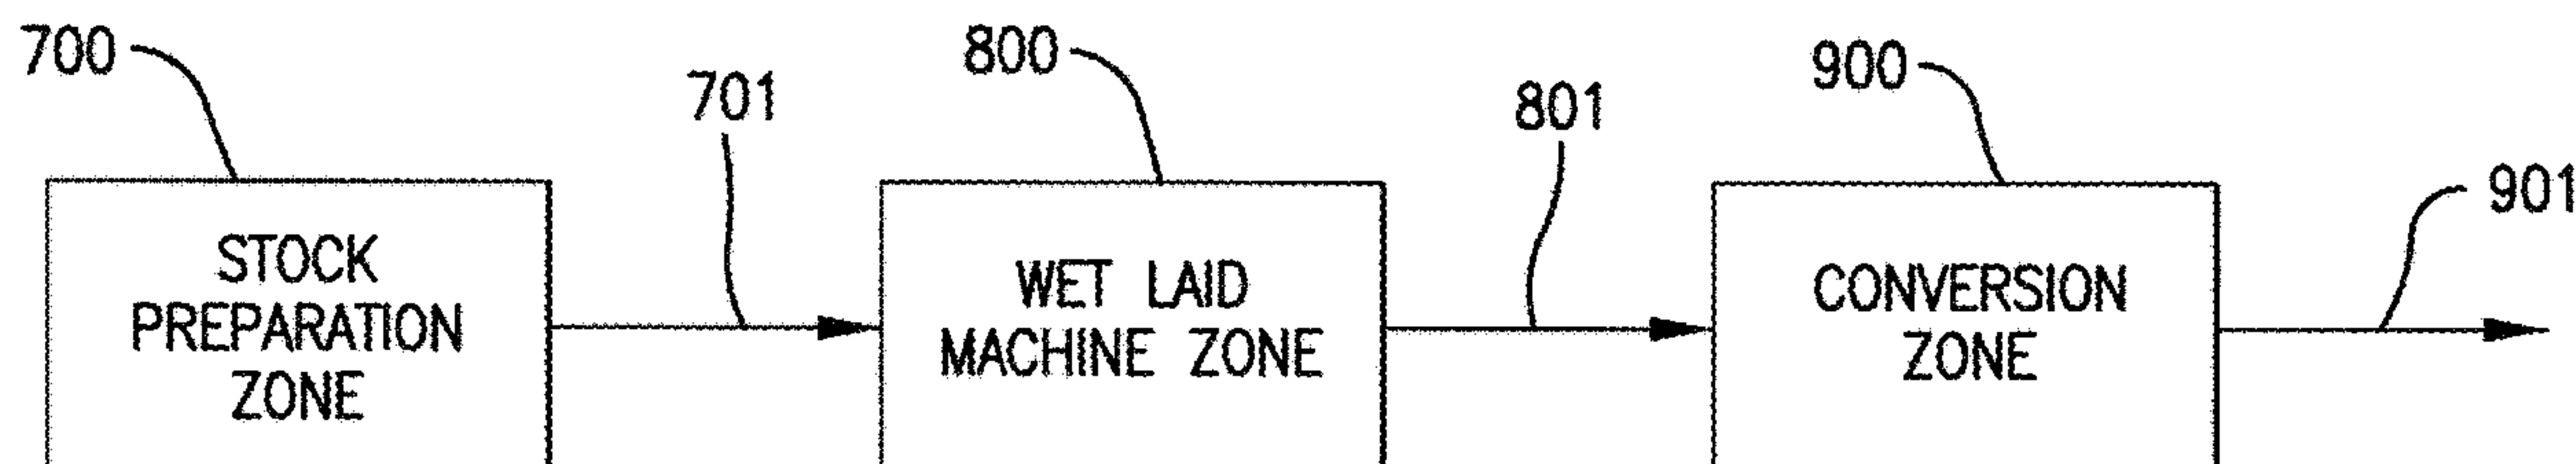 700
800
900
701
801
901
STOCK
PREPARATION
ZONE
WET LAID
MACHINE ZONE
CONVERSION
ZONE